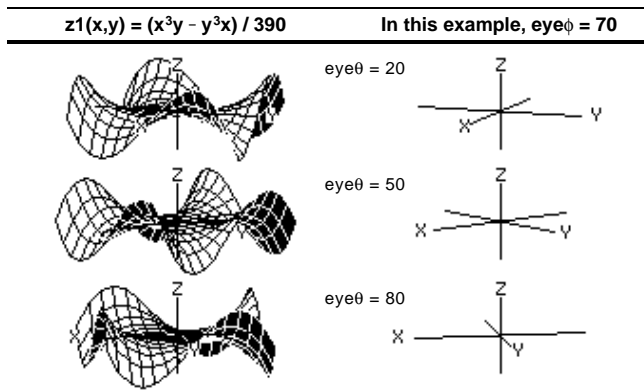 z1(x,y) = (x³y – y³x) / 390
In this example, eyeϕ = 70
Z
eyeθ = 20
Z
X
Y
Z
eyeθ = 50
Z
Y
X
Y
Z
eyeθ = 80
Z
X
Y
X
Y